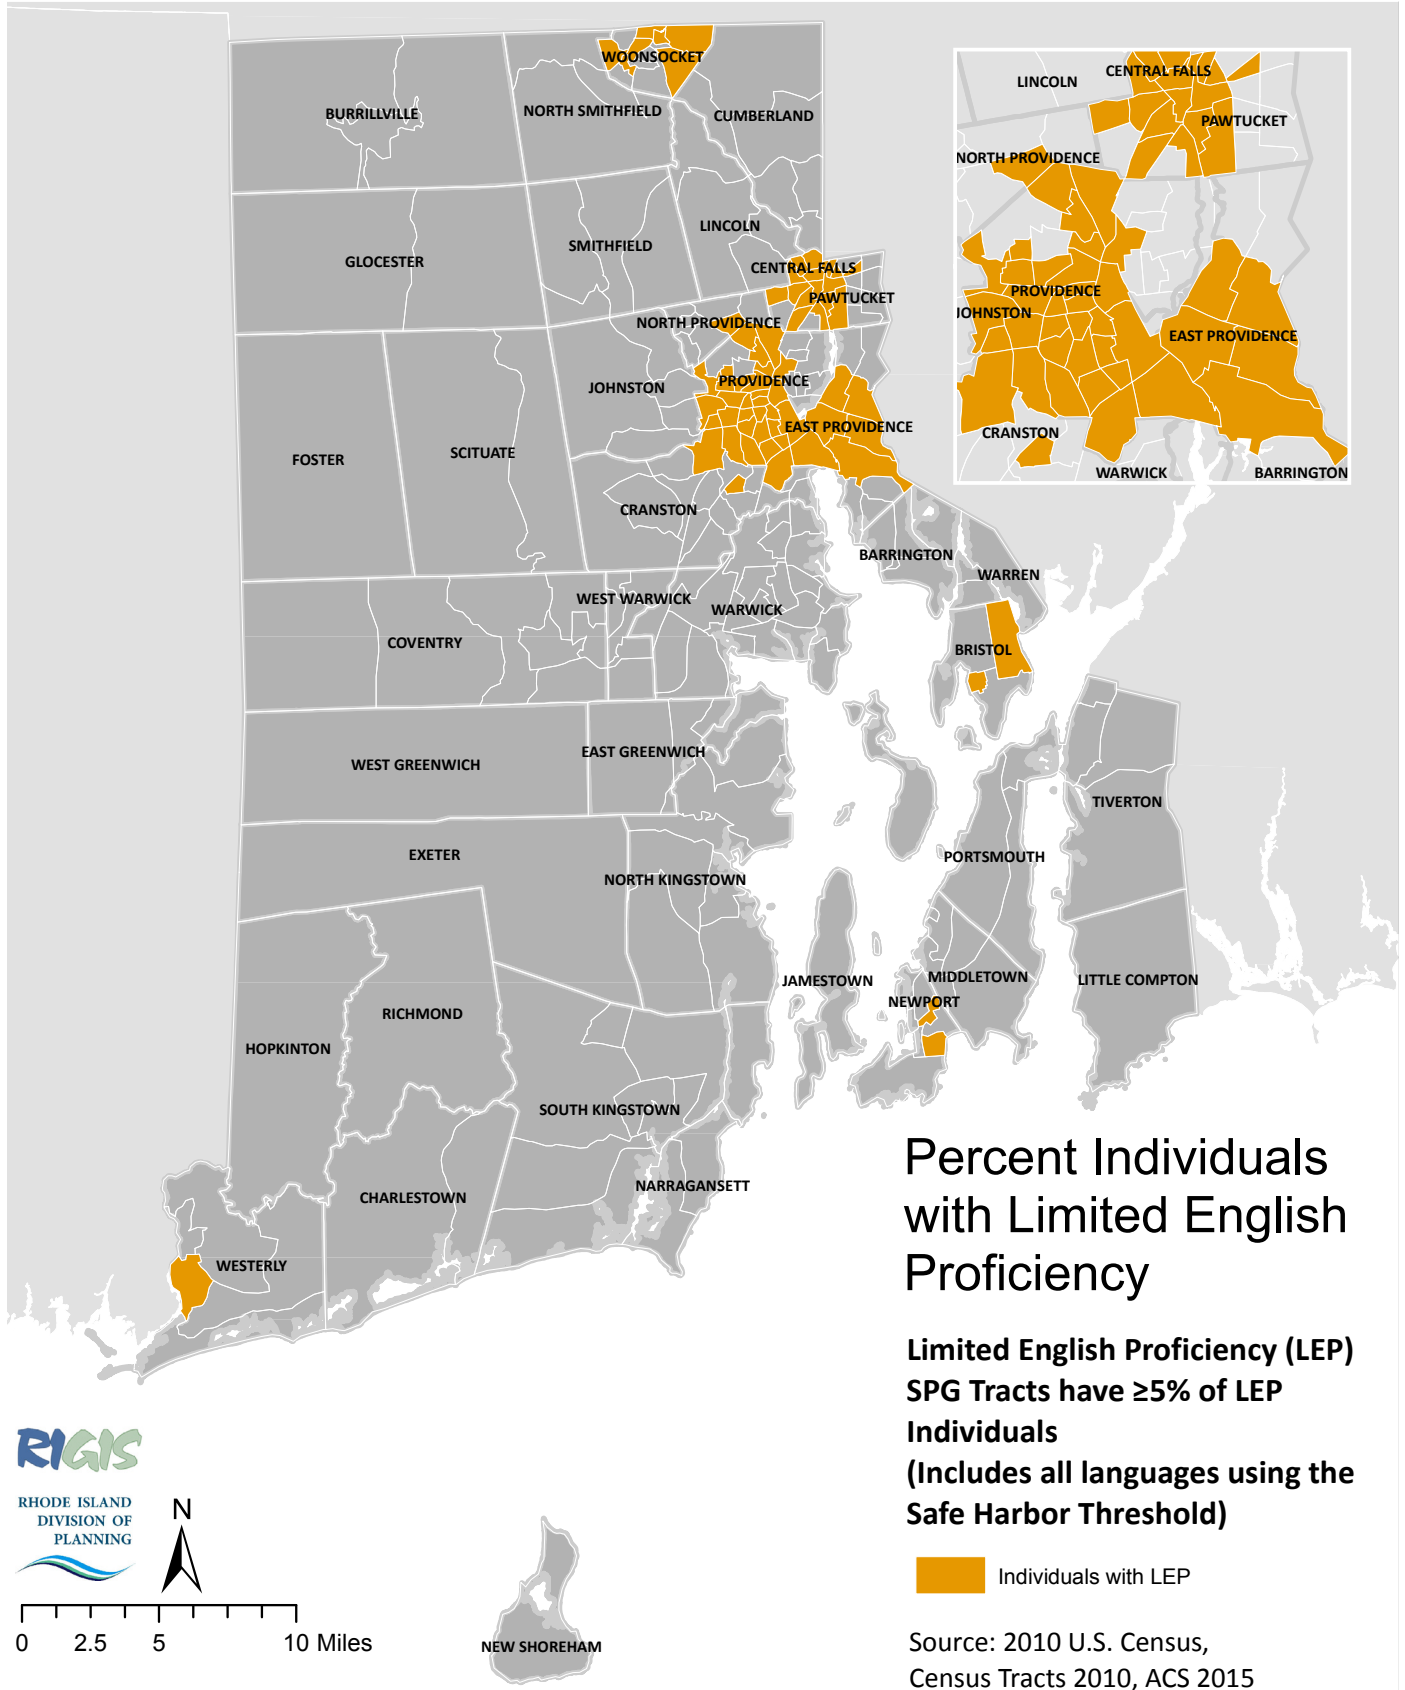 WOONSOCKET
BURRILLVILLE
NORTH SMITHFIELD
CUMBERLAND
LINCOLN
SMITHFIELD
GLOCESTER
CENTRAL FALLS
PAWTUCKET
NORTH PROVIDENCE
JOHNSTON
PROVIDENCE
EAST PROVIDENCE
FOSTER
SCITUATE
CRANSTON
BARRINGTON
WARREN
WEST WARWICK
WARWICK
COVENTRY
BRISTOL
EAST GREENWICH
WEST GREENWICH
TIVERTON
EXETER
PORTSMOUTH
NORTH KINGSTOWN
JAMESTOWN
MIDDLETOWN
LITTLE COMPTON
NEWPORT
RICHMOND
HOPKINTON
SOUTH KINGSTOWN
NARRAGANSETT
CHARLESTOWN
WESTERLY
NEW SHOREHAM
LINCOLN
CENTRAL FALLS
PAWTUCKET
NORTH PROVIDENCE
PROVIDENCE
JOHNSTON
EAST PROVIDENCE
CRANSTON
WARWICK
BARRINGTON
Percent Individuals
with Limited English
Proficiency
Limited English Proficiency (LEP)
SPG Tracts have ≥5% of LEP
Individuals
(Includes all languages using the
Safe Harbor Threshold)
Individuals with LEP
Source: 2010 U.S. Census,
Census Tracts 2010, ACS 2015
RIGIS
RHODE ISLAND
DIVISION OF
PLANNING
N
0 2.5 5 10 Miles